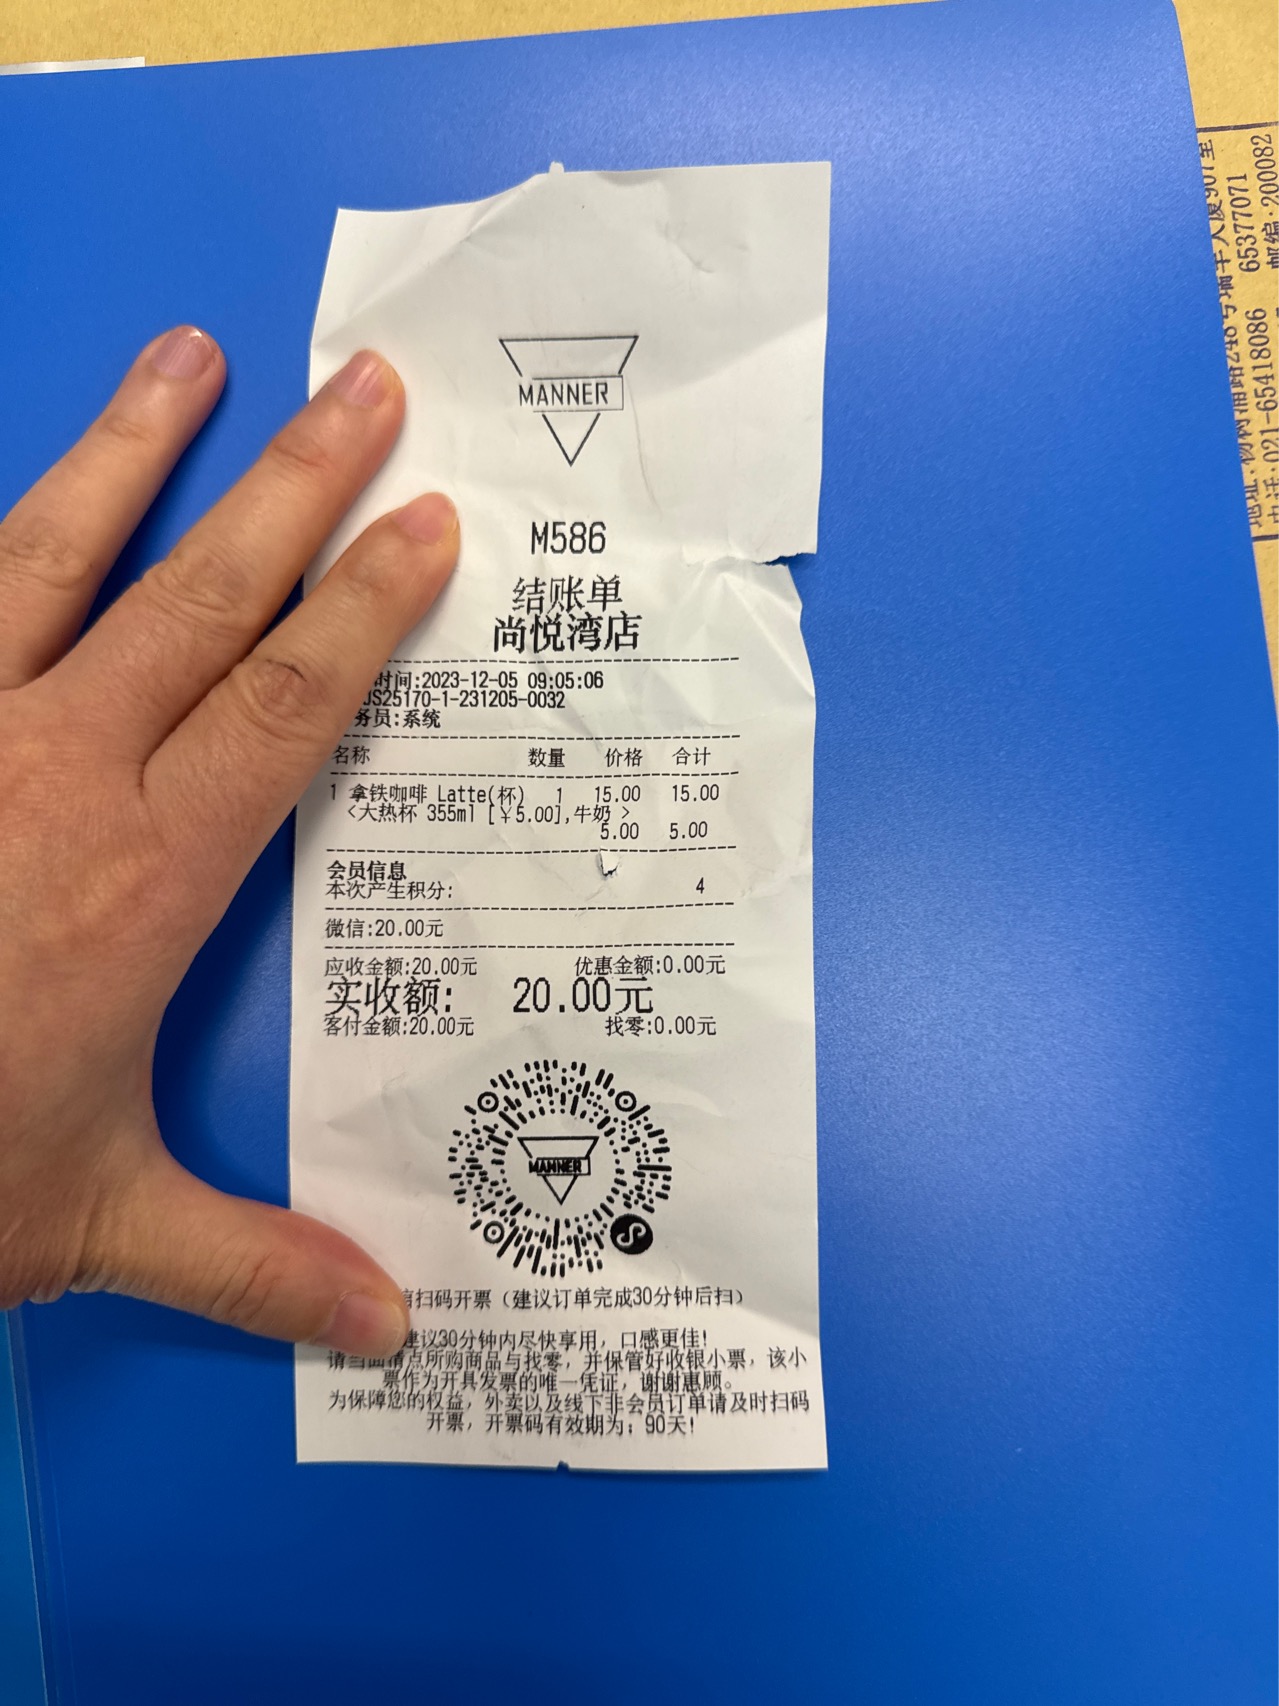 MANNER
M586
结账单
尚悦湾店
时间:2023-12-05 09:05:06
JS25170-1-231205-0032
务员:系统
名称 数量 价格 合计
1 拿铁咖啡 Latte(杯) 1 15.00 15.00
<大热杯 355ml [￥5.00],牛奶 >
5.00 5.00
会员信息
本次产生积分: 4
微信:20.00元
应收金额:20.00元 优惠金额:0.00元
实收额: 20.00元
客付金额:20.00元 找零:0.00元
MANNER
扫码开票（建议订单完成30分钟后扫）
建议30分钟内尽快享用，口感更佳!
请当面清点所购商品与找零，并保管好收银小票，该小
票作为开具发票的唯一凭证，谢谢惠顾。
为保障您的权益，外卖以及线下非会员订单请及时扫码
开票，开票码有效期为：90天!
65377071
邮编:200082
021-65418086